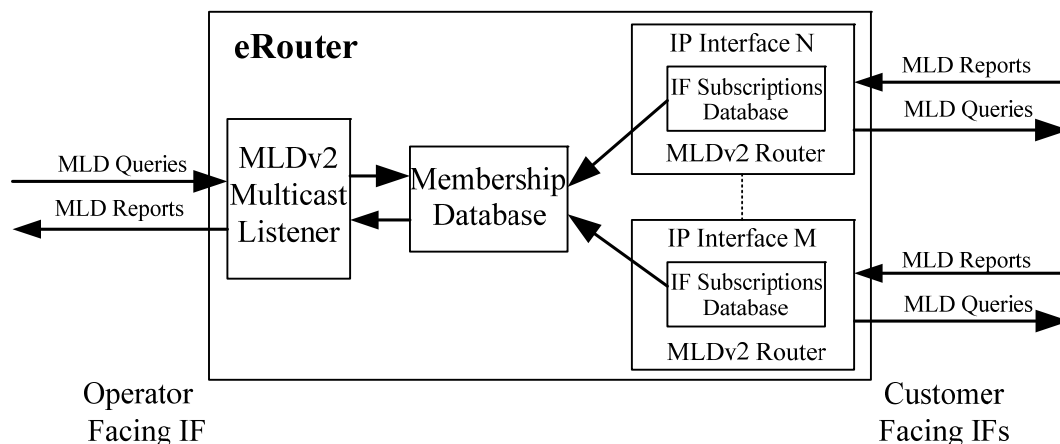 eRouter
MLD Queries
MLD Reports
MLDv2
Multicast
Listener
Membership
Database
IP Interface N
IF Subscriptions
Database
MLDv2 Router
MLD Reports
MLD Queries
IP Interface M
IF Subscriptions
Database
MLDv2 Router
MLD Reports
MLD Queries
Operator
Facing IF
Customer
Facing IFs